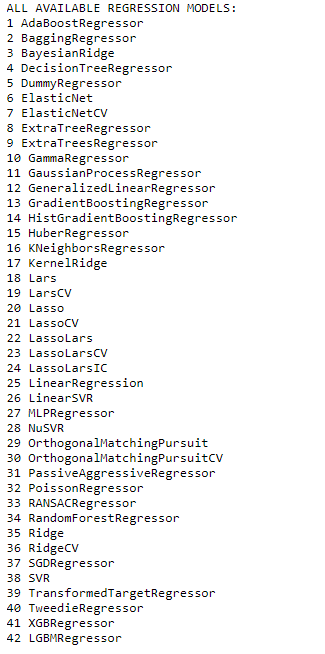 ALL AVAILABLE REGRESSION MODELS:
1 AdaBoostRegressor
2 BaggingRegressor
3 BayesianRidge
4 DecisionTreeRegressor
5 DummyRegressor
6 ElasticNet
7 ElasticNetCV
8 ExtraTreeRegressor
9 ExtraTreesRegressor
10 GammaRegressor
11 GaussianProcessRegressor
12 GeneralizedLinearRegressor
13 GradientBoostingRegressor
14 HistGradientBoostingRegressor
15 HuberRegressor
16 KNeighborsRegressor
17 KernelRidge
18 Lars
19 LarsCV
20 Lasso
21 LassoCV
22 LassoLars
23 LassoLarsCV
24 LassoLarsIC
25 LinearRegression
26 LinearSVR
27 MLPRegressor
28 NuSVR
29 OrthogonalMatchingPursuit
30 OrthogonalMatchingPursuitCV
31 PassiveAggressiveRegressor
32 PoissonRegressor
33 RANSACRegressor
34 RandomForestRegressor
35 Ridge
36 RidgeCV
37 SGDRegressor
38 SVR
39 TransformedTargetRegressor
40 TweedieRegressor
41 XGBRegressor
42 LGBMRegressor